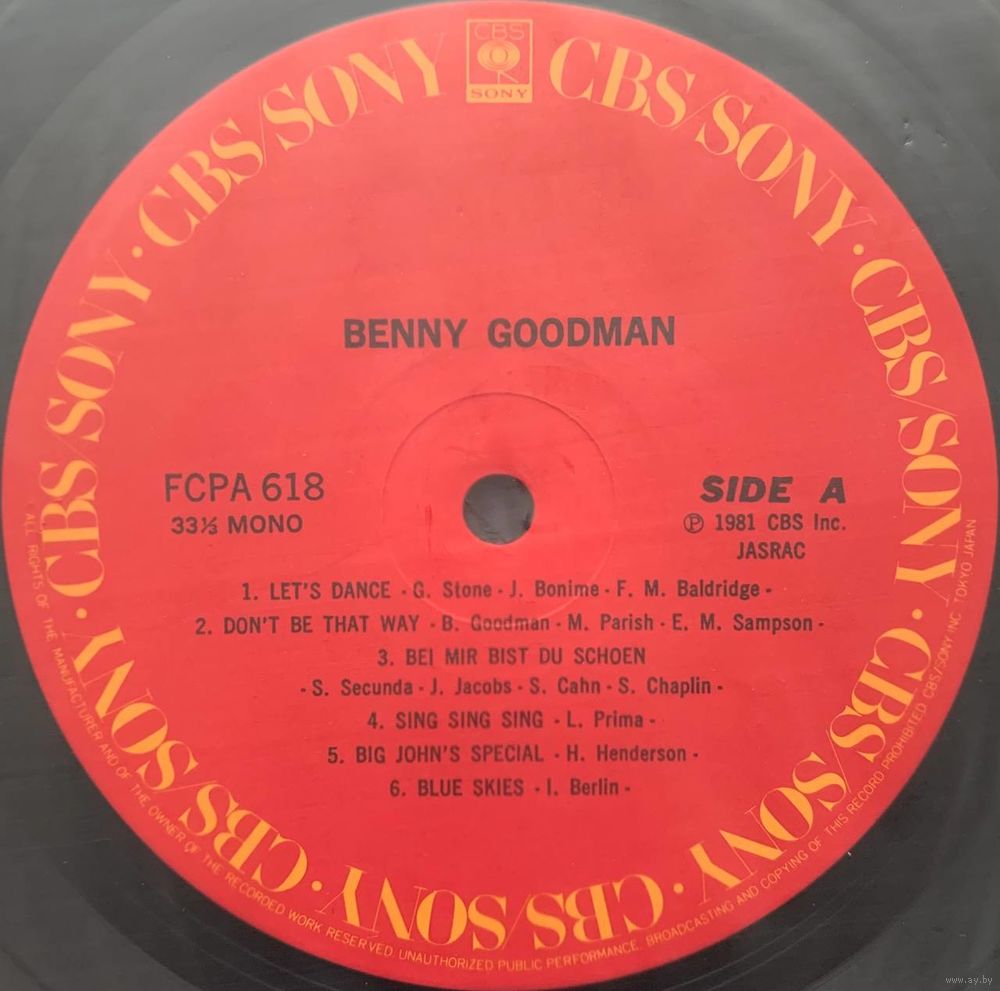 CBS
SONY
CBS/SONY · CBS/SONY · CBS/SONY · CBS/SONY · CBS/SONY · CBS/SONY · CBS/SONY · CBS/SONY
BENNY GOODMAN
FCPA 618
33⅓ MONO
SIDE A
℗ 1981 CBS Inc.
JASRAC
1. LET'S DANCE - G. Stone - J. Bonime - F. M. Baldridge -
2. DON'T BE THAT WAY - B. Goodman - M. Parish - E. M. Sampson -
3. BEI MIR BIST DU SCHOEN
- S. Secunda - J. Jacobs - S. Cahn - S. Chaplin -
4. SING SING SING - L. Prima -
5. BIG JOHN'S SPECIAL - H. Henderson -
6. BLUE SKIES - I. Berlin -
ALL RIGHTS OF THE MANUFACTURER AND OF THE OWNER OF THE RECORDED WORK RESERVED. UNAUTHORIZED PUBLIC PERFORMANCE. BROADCASTING AND COPYING OF THIS RECORD PROHIBITED CBS/SONY INC TOKYO JAPAN
www.ay.by